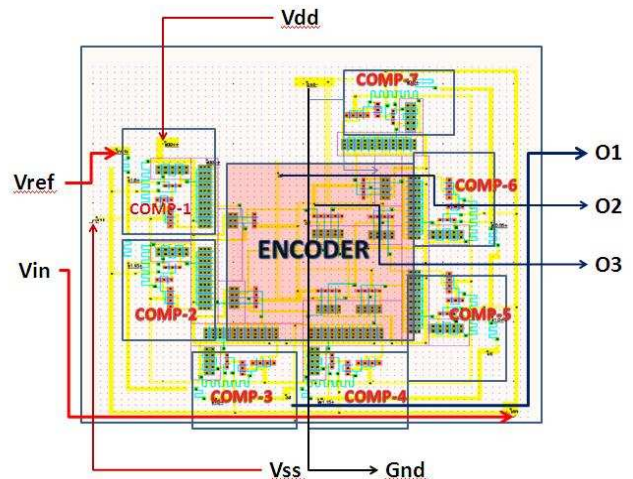 Vdd
COMP-7
O1
Vref
COMP-1
COMP-6
O2
ENCODER
Vin
O3
COMP-2
COMP-5
COMP-3
COMP-4
Vss
Gnd